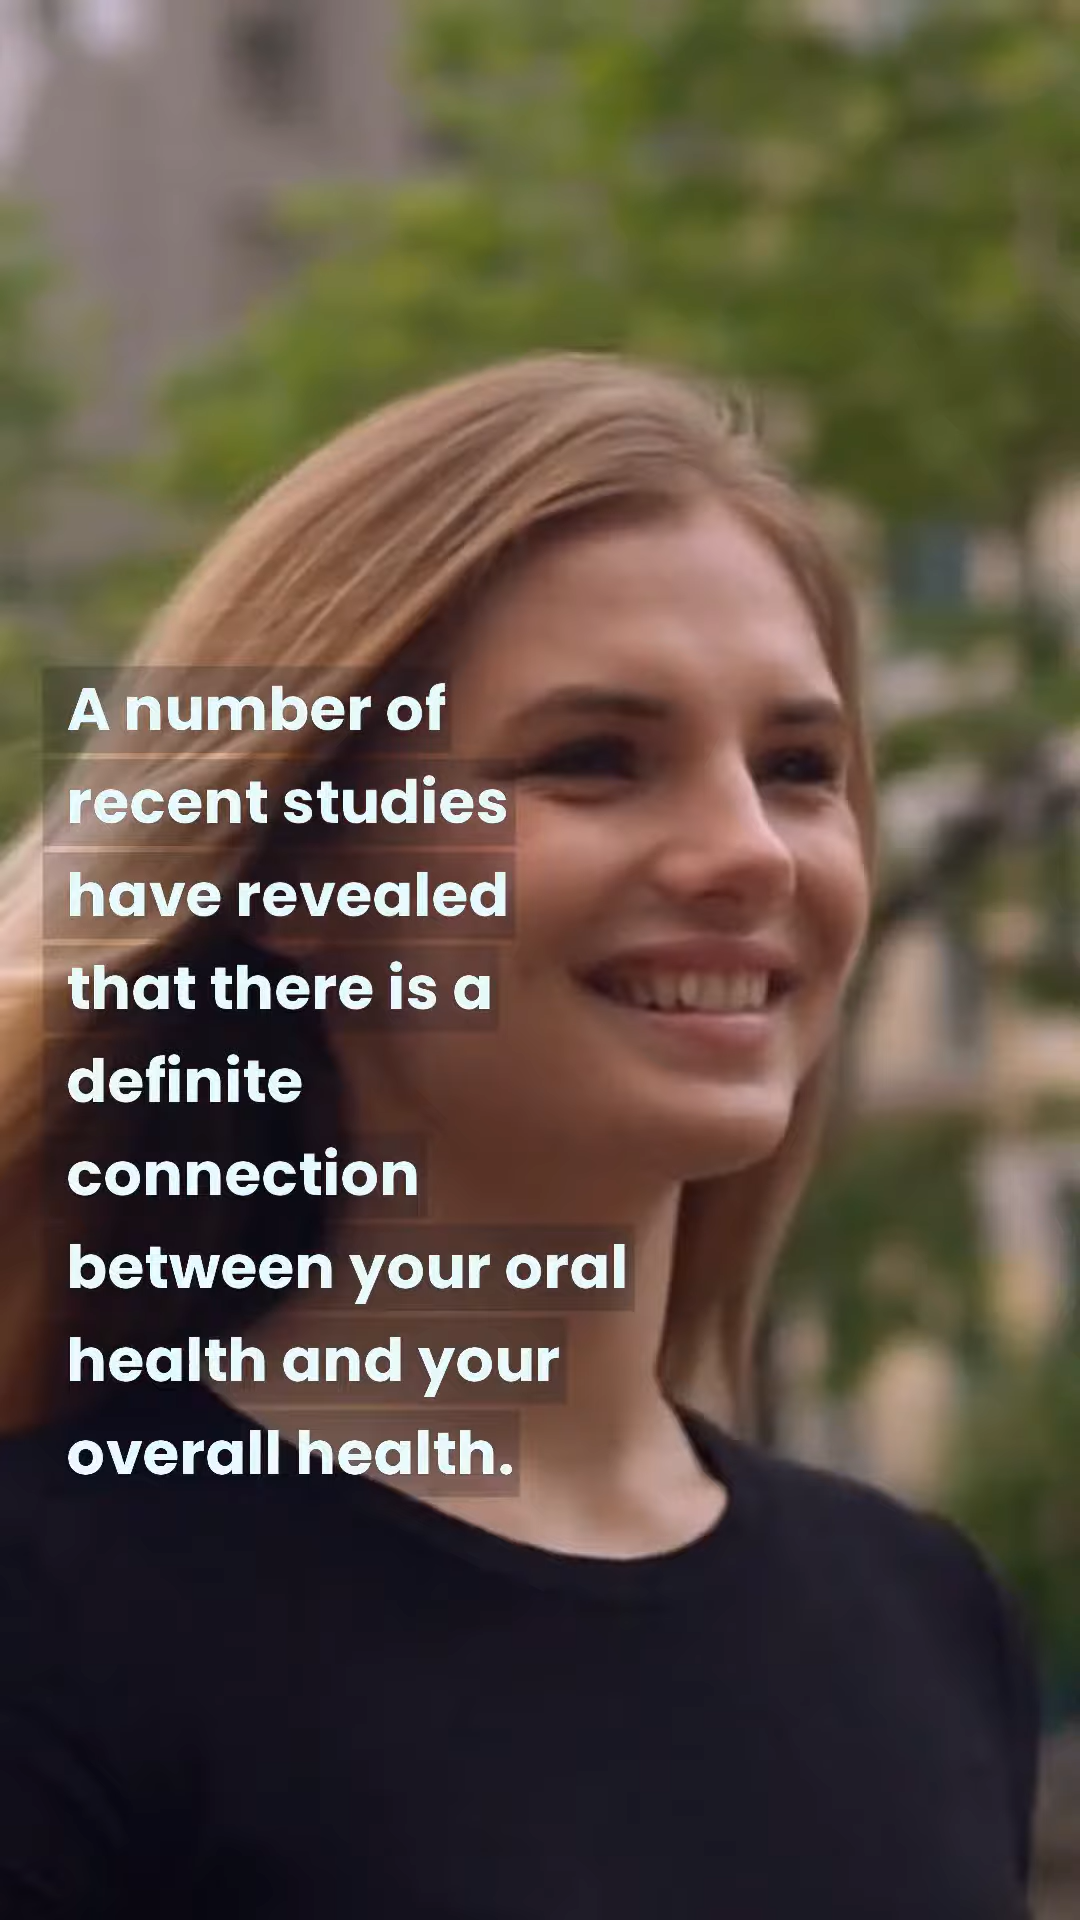 A number of
recent studies
have revealed
that there is a
definite
connection
between your oral
health and your
overall health.